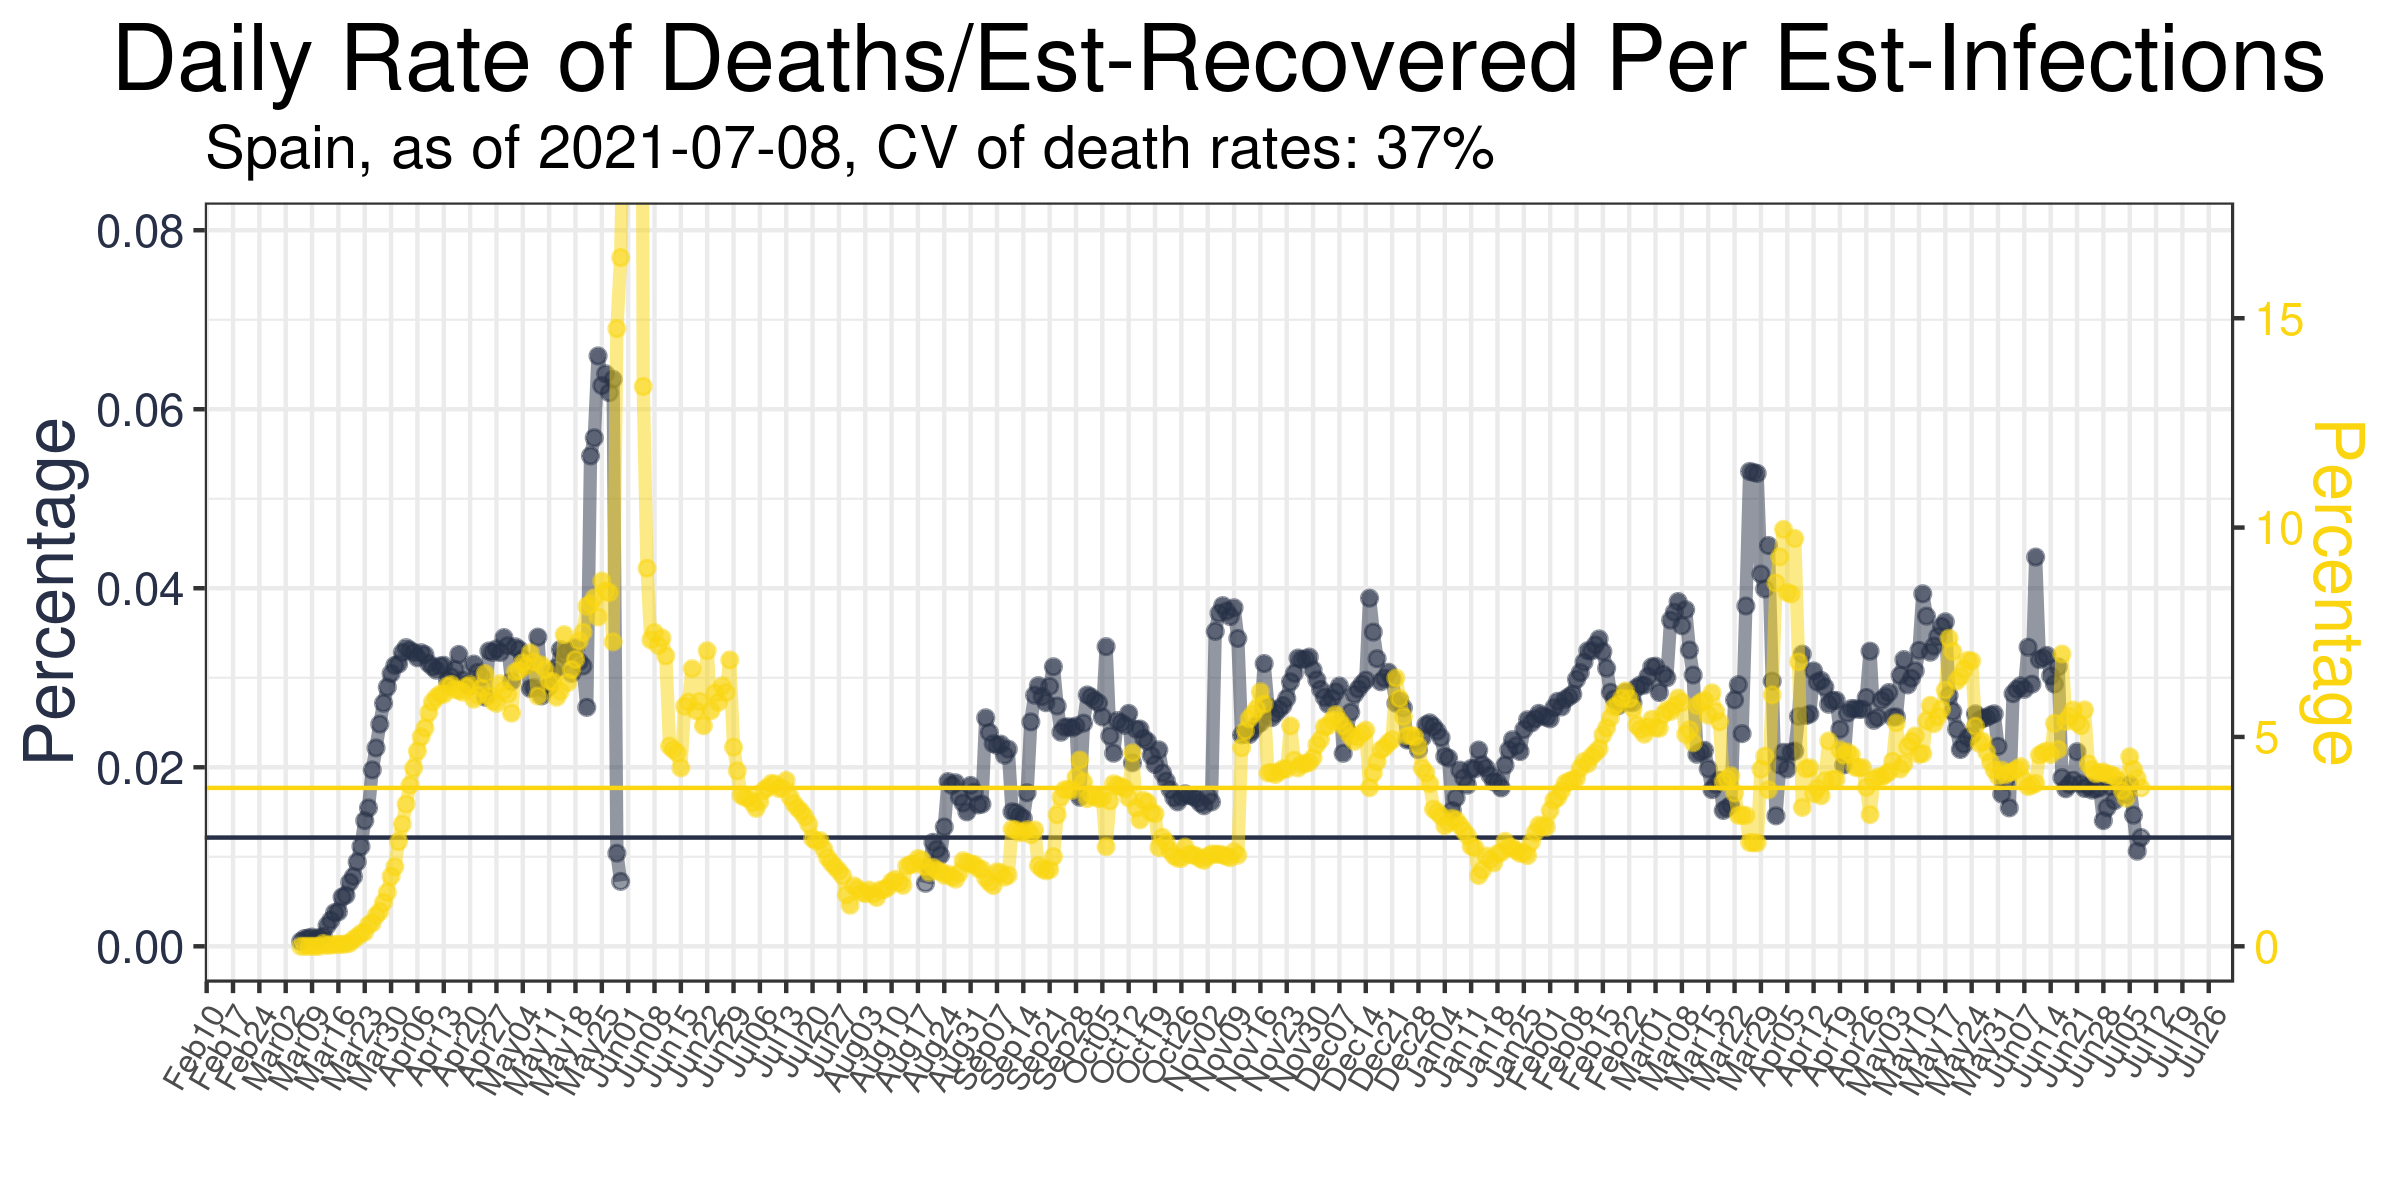 Daily Rate of Deaths/Est-Recovered Per Est-Infections
Spain, as of 2021-07-08, CV of death rates: 37%
Percentage
0.08
0.06
0.04
0.02
0.00
15
10
5
0
Percentage
Feb10
Feb17
Feb24
Mar02
Mar09
Mar16
Mar23
Mar30
Apr06
Apr13
Apr20
Apr27
May04
May11
May18
May25
Jun01
Jun08
Jun15
Jun22
Jun29
Jul06
Jul13
Jul20
Jul27
Aug03
Aug10
Aug17
Aug24
Aug31
Sep07
Sep14
Sep21
Sep28
Oct05
Oct12
Oct19
Oct26
Nov02
Nov09
Nov16
Nov23
Nov30
Dec07
Dec14
Dec21
Dec28
Jan04
Jan11
Jan18
Jan25
Feb01
Feb08
Feb15
Feb22
Mar01
Mar08
Mar15
Mar22
Mar29
Apr05
Apr12
Apr19
Apr26
May03
May10
May17
May24
May31
Jun07
Jun14
Jun21
Jun28
Jul05
Jul12
Jul19
Jul26